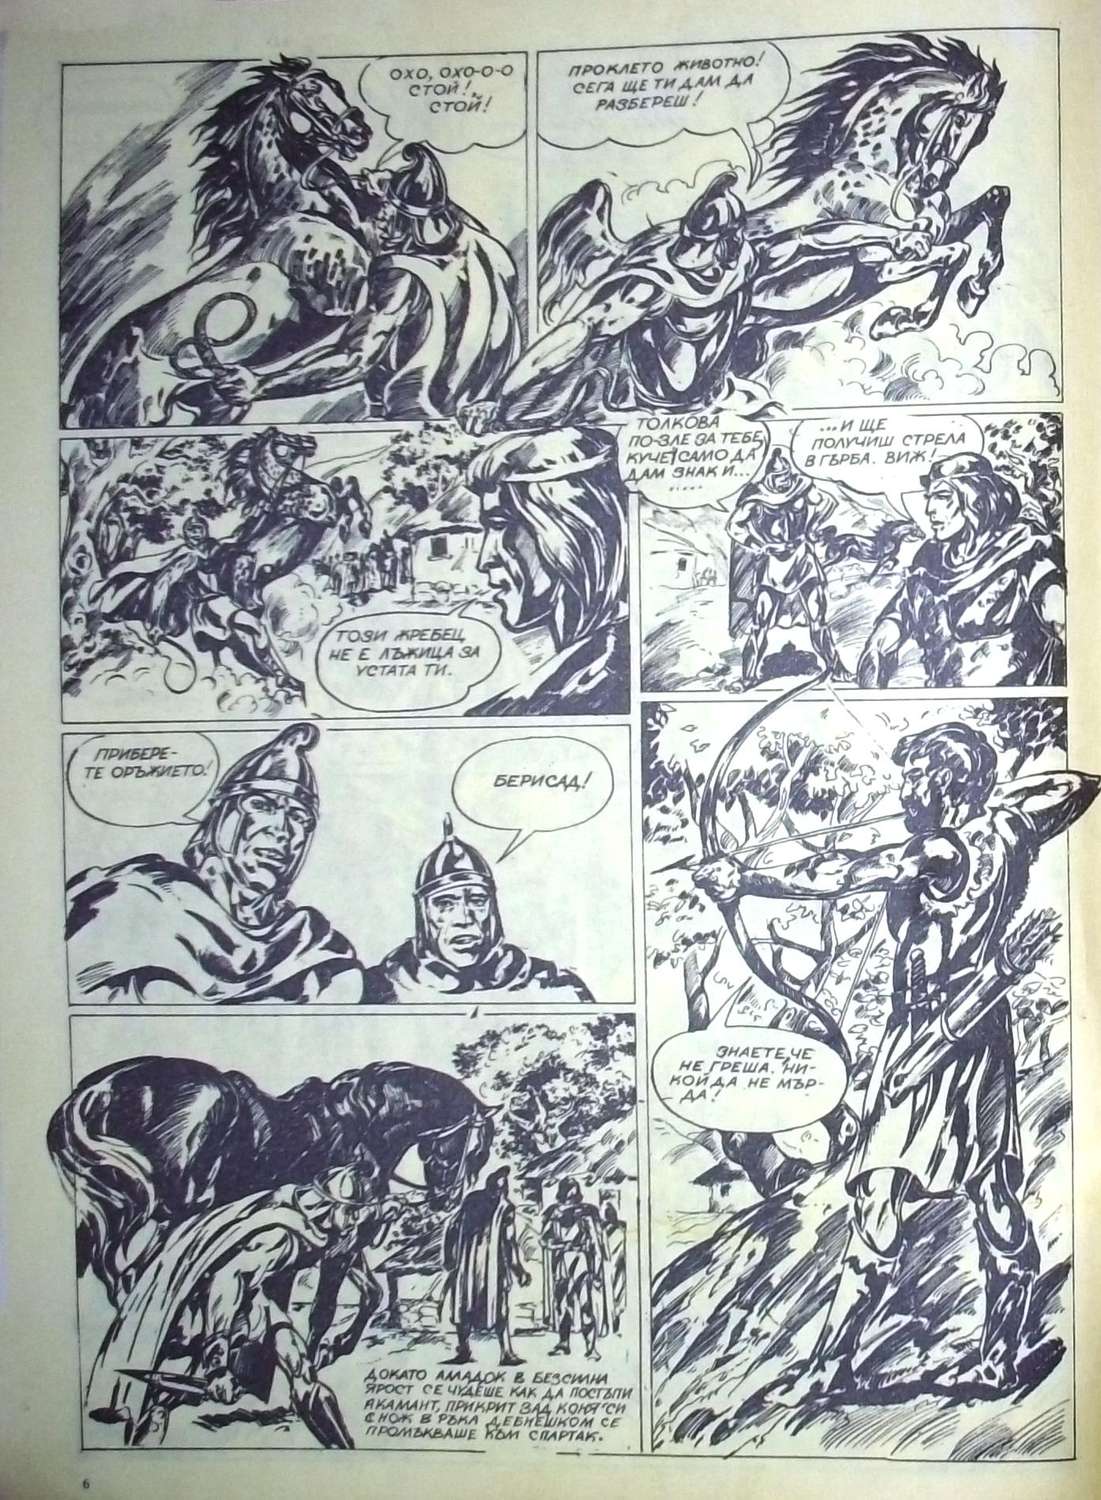 ОХО, ОХО-О-О
СТОЙ!
СТОЙ!
ПРОКЛЕТО ЖИВОТНО!
СЕГА ЩЕ ТИ ДАМ ДА
РАЗБЕРЕШ!
ТОЗИ ЖРЕБЕЦ
НЕ Е ЛЪЖИЦА ЗА
УСТАТА ТИ.
ТОЛКОВА
ПО-ЗЛЕ ЗА ТЕБЕ,
КУЧЕ! САМО ДА
ДАМ ЗНАК И...
.....
...И ЩЕ
ПОЛУЧИШ СТРЕЛА
В ГЪРБА. ВИЖ!
ПРИБЕРЕ-
ТЕ ОРЪЖИЕТО!
БЕРИСАД!
ЗНАЕТЕ, ЧЕ
НЕ ГРЕША. НИ-
КОЙ ДА НЕ МЪР-
ДА!
ДОКАТО АМАДОК В БЕЗСИЛНА
ЯРОСТ СЕ ЧУДЕШЕ КАК ДА ПОСТЪПИ
АКАМАНТ, ПРИКРИТ ЗАД КОНЯ СИ
С НОЖ В РЪКА ДЕБНЕШКОМ СЕ
ПРОМЪКВАШЕ КЪМ СПАРТАК.
6